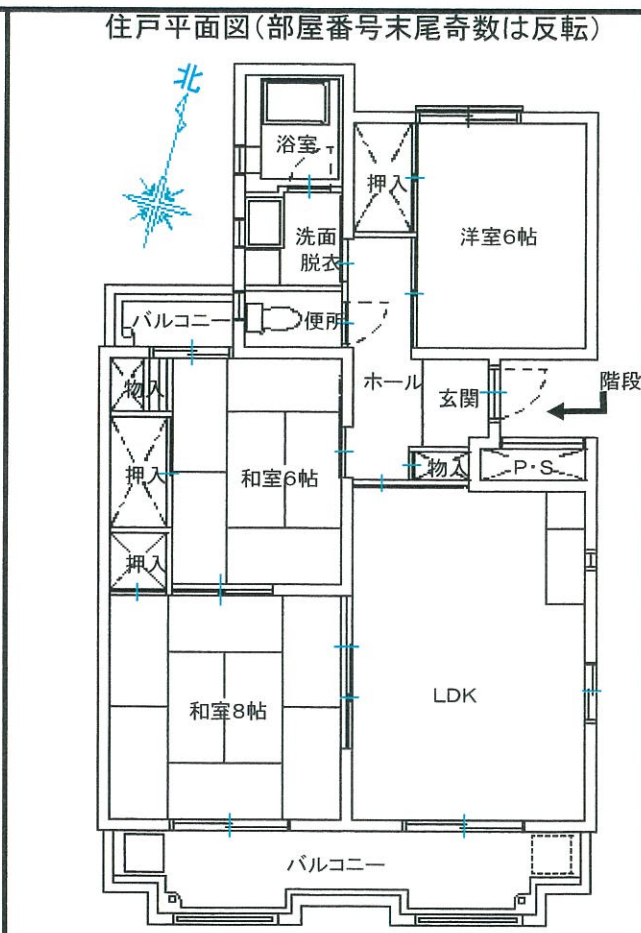 住戸平面図(部屋番号末尾奇数は反転)
北
浴室
押入
洋室6帖
洗面
脱衣
バルコニー
便所
ホール
玄関
階段
物入
和室6帖
物入
P・S
押入
押入
和室8帖
LDK
バルコニー